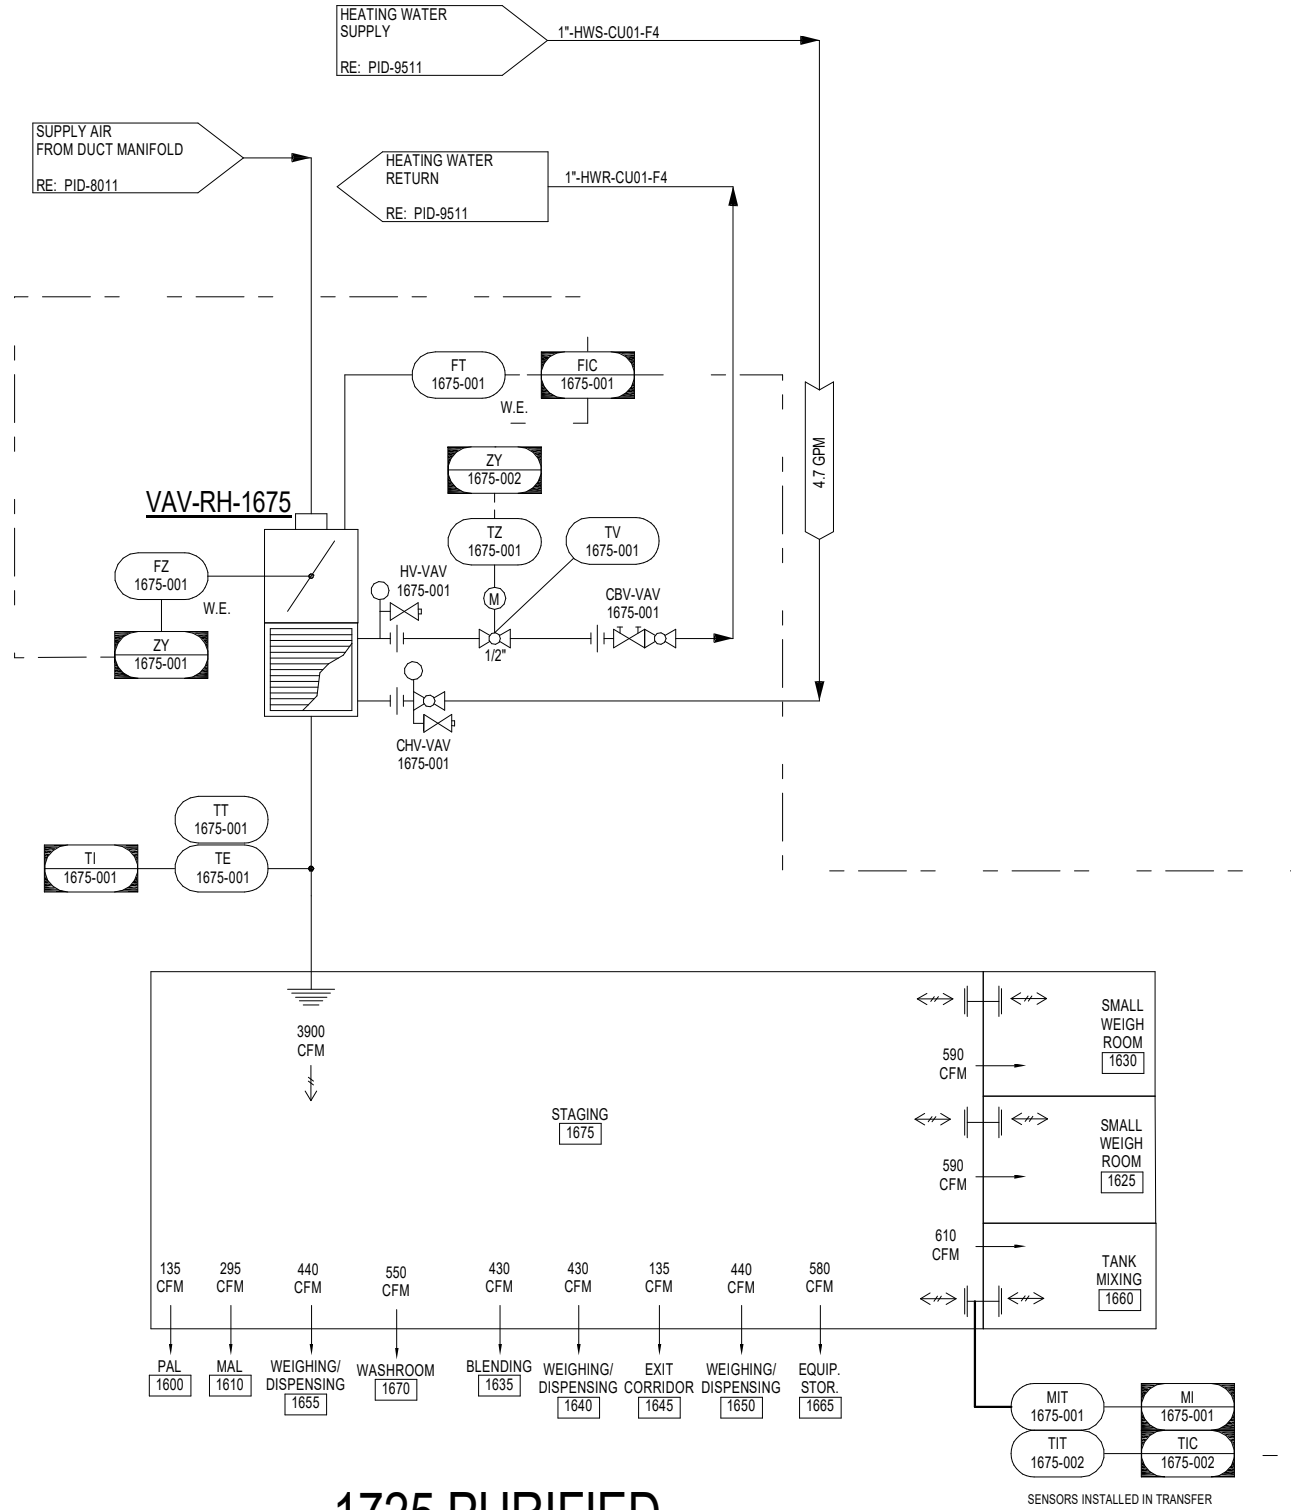 HEATING WATER
SUPPLY
RE: PID-9511
1"-HWS-CU01-F4
SUPPLY AIR
FROM DUCT MANIFOLD
RE: PID-8011
HEATING WATER
RETURN
RE: PID-9511
1"-HWR-CU01-F4
FT
1675-001
FIC
1675-001
W.E.
4.7 GPM
ZY
1675-002
VAV-RH-1675
TZ
1675-001
TV
1675-001
FZ
1675-001
W.E.
HV-VAV
1675-001
M
CBV-VAV
1675-001
ZY
1675-001
1/2"
CHV-VAV
1675-001
TT
1675-001
TI
1675-001
TE
1675-001
3900
CFM
SMALL
WEIGH
ROOM
1630
590
CFM
STAGING
1675
SMALL
WEIGH
ROOM
1625
590
CFM
610
CFM
TANK
MIXING
1660
135
CFM
295
CFM
440
CFM
550
CFM
430
CFM
430
CFM
135
CFM
440
CFM
580
CFM
PAL
1600
MAL
1610
WEIGHING/
DISPENSING
1655
WASHROOM
1670
BLENDING
1635
WEIGHING/
DISPENSING
1640
EXIT
CORRIDOR
1645
WEIGHING/
DISPENSING
1650
EQUIP.
STOR.
1665
MIT
1675-001
MI
1675-001
TIT
1675-002
TIC
1675-002
SENSORS INSTALLED IN TRANSFER
1725 PURIFIED